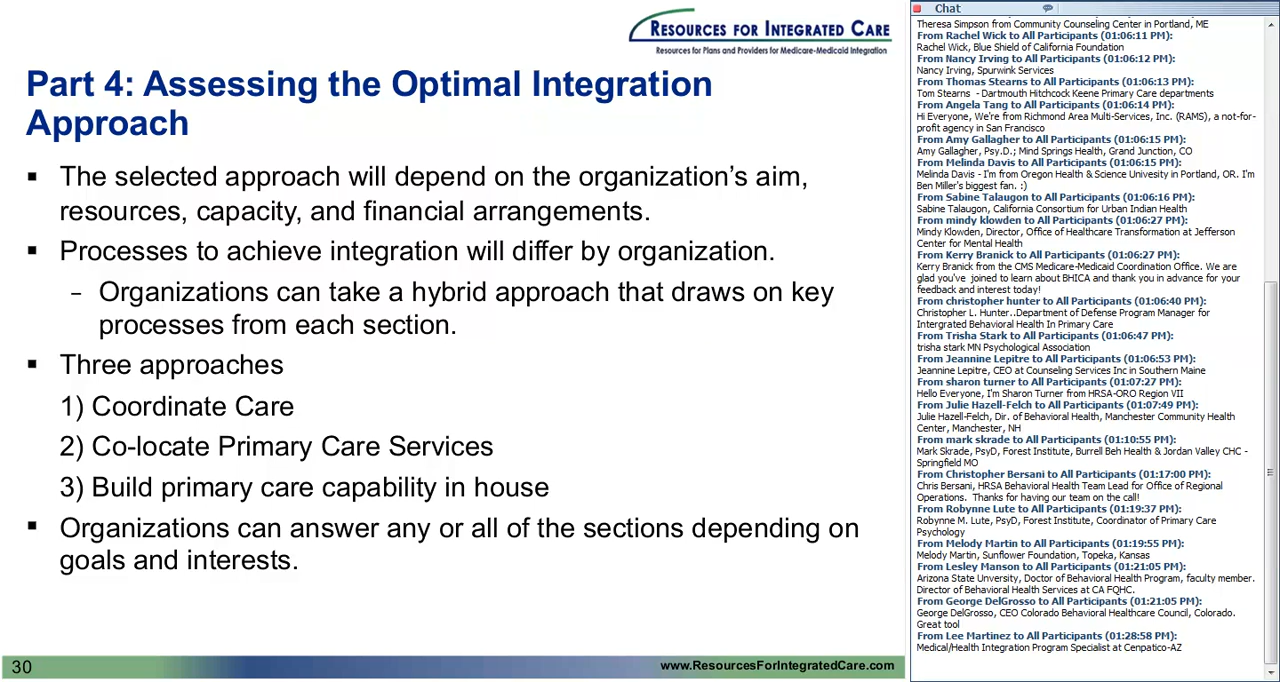 RESOURCES FOR INTEGRATED CARE
Resources for Plans and Providers for Medicare-Medicaid Integration
Part 4: Assessing the Optimal Integration
Approach
▪ The selected approach will depend on the organization's aim,
resources, capacity, and financial arrangements.
▪ Processes to achieve integration will differ by organization.
– Organizations can take a hybrid approach that draws on key
processes from each section.
▪ Three approaches
1) Coordinate Care
2) Co-locate Primary Care Services
3) Build primary care capability in house
▪ Organizations can answer any or all of the sections depending on
goals and interests.
30
www.ResourcesForIntegratedCare.com
Chat
Theresa Simpson from Community Counseling Center in Portland, ME
From Rachel Wick to All Participants (01:06:11 PM):
Rachel Wick, Blue Shield of California Foundation
From Nancy Irving to All Participants (01:06:12 PM):
Nancy Irving, Spurwink Services
From Thomas Stearns to All Participants (01:06:13 PM):
Tom Stearns - Dartmouth Hitchcock Keene Primary Care departments
From Angela Tang to All Participants (01:06:14 PM):
Hi Everyone, We're from Richmond Area Multi-Services, Inc. (RAMS), a not-for-
profit agency in San Francisco
From Amy Gallagher to All Participants (01:06:15 PM):
Amy Gallagher, Psy.D.; Mind Springs Health, Grand Junction, CO
From Melinda Davis to All Participants (01:06:15 PM):
Melinda Davis - I'm from Oregon Health & Science Univesity in Portland, OR. I'm
Ben Miller's biggest fan. :)
From Sabine Talaugon to All Participants (01:06:16 PM):
Sabine Talaugon, California Consortium for Urban Indian Health
From mindy klowden to All Participants (01:06:27 PM):
Mindy Klowden, Director, Office of Healthcare Transformation at Jefferson
Center for Mental Health
From Kerry Branick to All Participants (01:06:27 PM):
Kerry Branick from the CMS Medicare-Medicaid Coordination Office. We are
glad you've joined to learn about BHICA and thank you in advance for your
feedback and interest today!
From christopher hunter to All Participants (01:06:40 PM):
Christopher L. Hunter..Department of Defense Program Manager for
Intergrated Behavioral Health In Primary Care
From Trisha Stark to All Participants (01:06:47 PM):
trisha stark MN Psychological Association
From Jeannine Lepitre to All Participants (01:06:53 PM):
Jeannine Lepitre, CEO at Counseling Services Inc in Southern Maine
From sharon turner to All Participants (01:07:27 PM):
Hello Everyone, I'm Sharon Turner from HRSA-ORO Region VII
From Julie Hazell-Felch to All Participants (01:07:49 PM):
Julie Hazell-Felch, Dir. of Behavioral Health, Manchester Community Health
Center, Manchester, NH
From mark skrade to All Participants (01:10:55 PM):
Mark Skrade, PsyD, Forest Institute, Burrell Beh Health & Jordan Valley CHC -
Springfield MO
From Christopher Bersani to All Participants (01:17:00 PM):
Chris Bersani, HRSA Behavioral Health Team Lead for Office of Regional
Operations. Thanks for having our team on the call!
From Robynne Lute to All Participants (01:19:37 PM):
Robynne M. Lute, PsyD, Forest Institute, Coordinator of Primary Care
Psychology
From Melody Martin to All Participants (01:19:55 PM):
Melody Martin, Sunflower Foundation, Topeka, Kansas
From Lesley Manson to All Participants (01:21:05 PM):
Arizona State Unversity, Doctor of Behavioral Health Program, faculty member.
Director of Behavioral Health Services at CA FQHC.
From George DelGrosso to All Participants (01:21:05 PM):
George DelGrosso, CEO Colorado Behavioral Healthcare Council, Colorado.
Great tool
From Lee Martinez to All Participants (01:28:58 PM):
Medical/Health Integration Program Specialist at Cenpatico-AZ